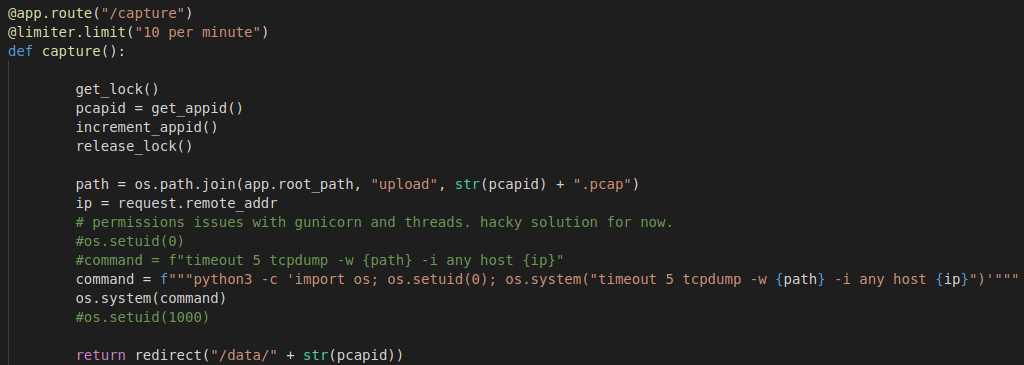 @app.route("/capture")
@limiter.limit("10 per minute")
def capture():
get_lock()
pcapid = get_appid()
increment_appid()
release_lock()
path = os.path.join(app.root_path, "upload", str(pcapid) + ".pcap")
ip = request.remote_addr
# permissions issues with gunicorn and threads. hacky solution for now.
#os.setuid(0)
#command = f"timeout 5 tcpdump -w {path} -i any host {ip}"
command = f"""python3 -c 'import os; os.setuid(0); os.system("timeout 5 tcpdump -w {path} -i any host {ip}")'"""
os.system(command)
#os.setuid(1000)
return redirect("/data/" + str(pcapid))